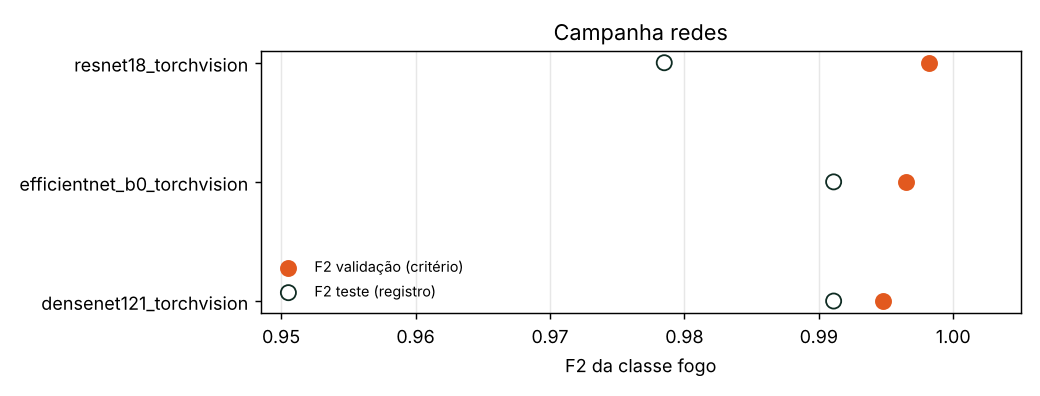 Campanha redes
resnet18_torchvision
efficientnet_b0_torchvision
densenet121_torchvision
F2 validação (critério)
F2 teste (registro)
0.95 0.96 0.97 0.98 0.99 1.00
F2 da classe fogo